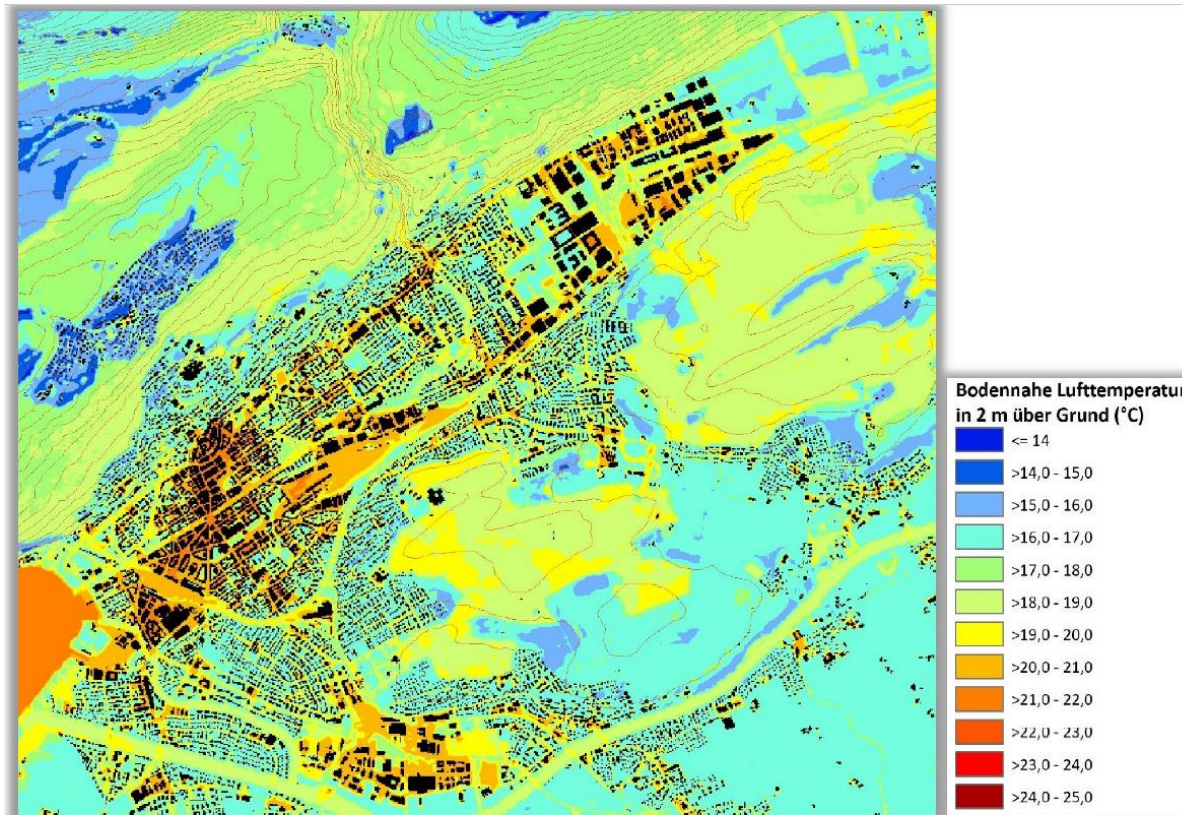 Bodennahe Lufttemperatur
in 2 m über Grund (°C)
<= 14
>14,0 - 15,0
>15,0 - 16,0
>16,0 - 17,0
>17,0 - 18,0
>18,0 - 19,0
>19,0 - 20,0
>20,0 - 21,0
>21,0 - 22,0
>22,0 - 23,0
>23,0 - 24,0
>24,0 - 25,0